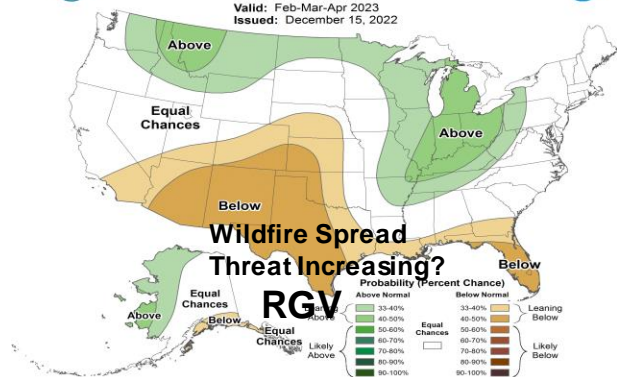 Valid: Feb-Mar-Apr 2023
Issued: December 15, 2022
Above
Equal
Chances
Above
Below
Wildfire Spread
Threat Increasing?
RGV
Below
Above
Equal
Chances
Below
Equal
Chances
Probability (Percent Chance)
Above Normal
Below Normal
Leaning
Above
33-40%
40-50%
50-60%
Likely
Above
60-70%
70-80%
80-90%
90-100%
Equal
Chances
33-40%
40-50%
50-60%
60-70%
70-80%
80-90%
90-100%
Leaning
Below
Likely
Below